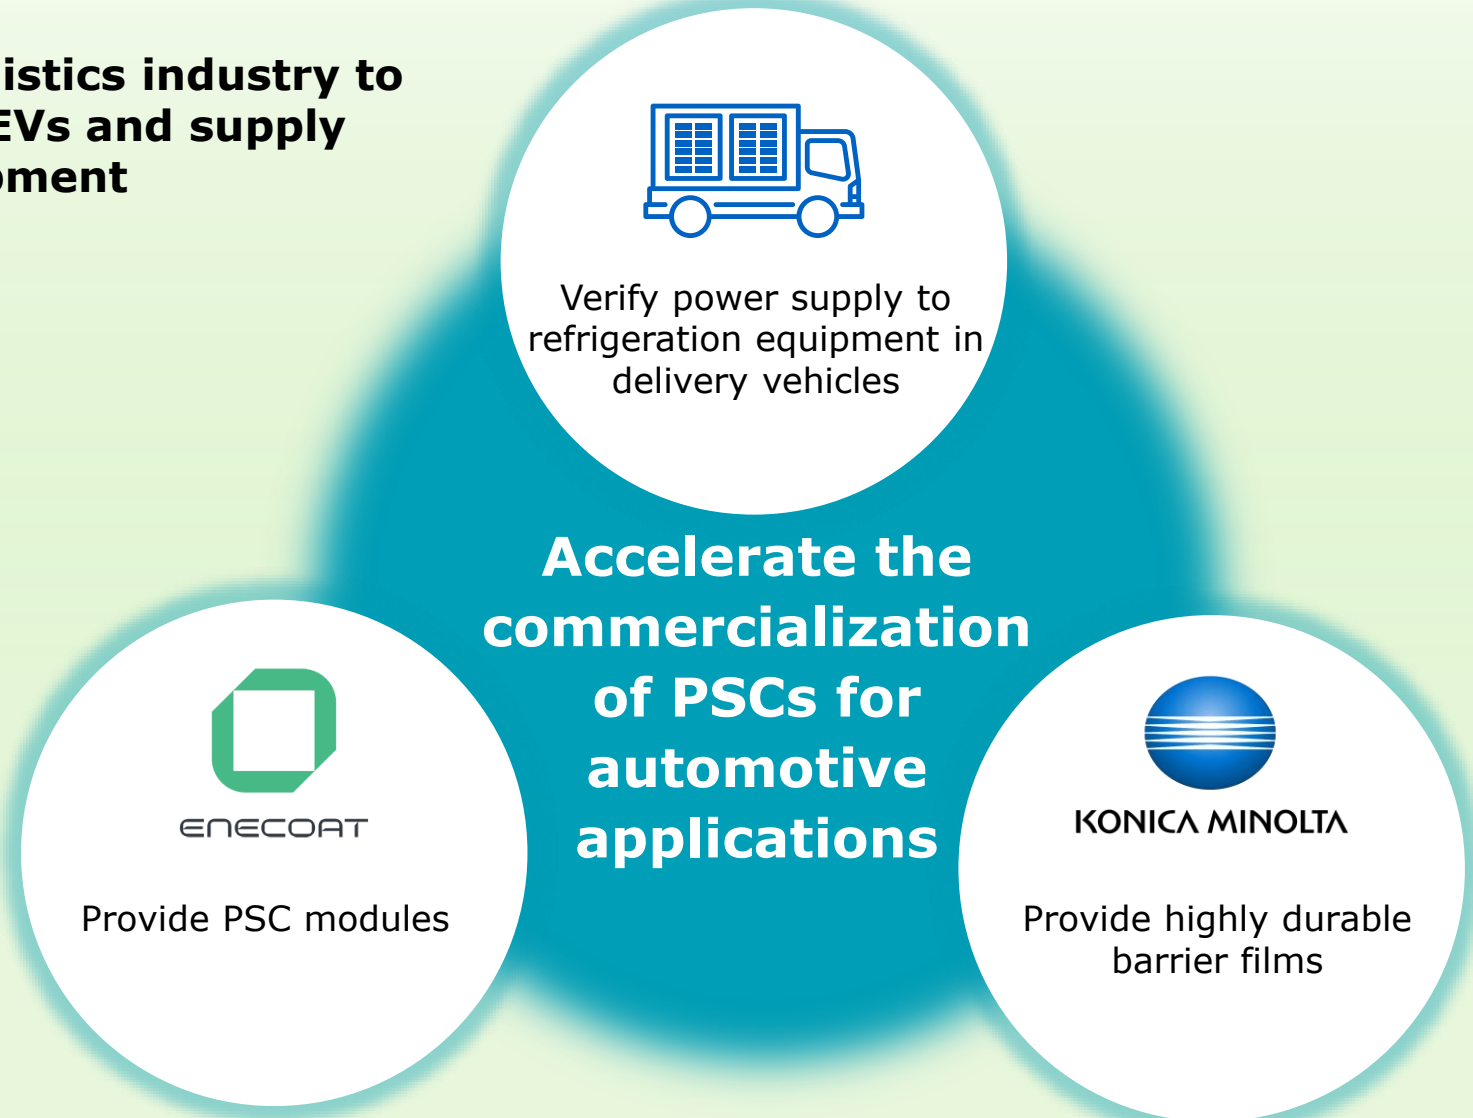 istics industry to
EVs and supply
pment
Verify power supply to
refrigeration equipment in
delivery vehicles
Accelerate the
commercialization
of PSCs for
automotive
applications
ENECOAT
Provide PSC modules
KONICA MINOLTA
Provide highly durable
barrier films